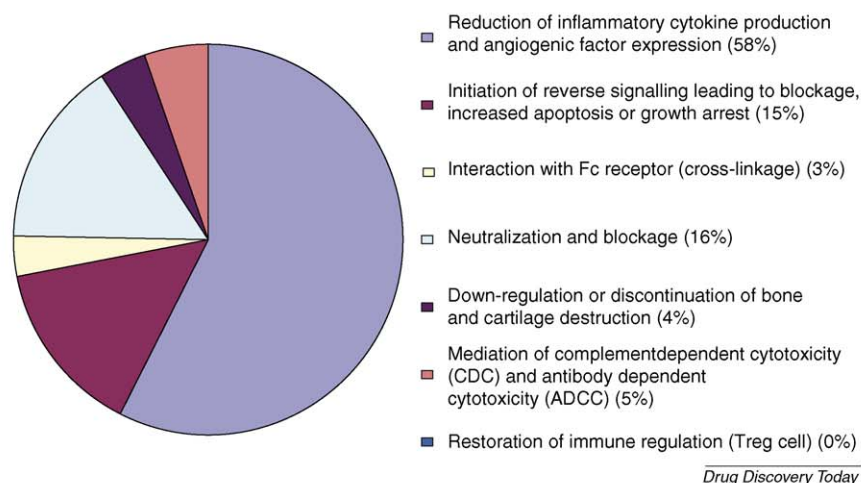 Reduction of inflammatory cytokine production
and angiogenic factor expression (58%)
Initiation of reverse signalling leading to blockage,
increased apoptosis or growth arrest (15%)
Interaction with Fc receptor (cross-linkage) (3%)
Neutralization and blockage (16%)
Down-regulation or discontinuation of bone
and cartilage destruction (4%)
Mediation of complementdependent cytotoxicity
(CDC) and antibody dependent
cytotoxicity (ADCC) (5%)
Restoration of immune regulation (Treg cell) (0%)
Drug Discovery Today